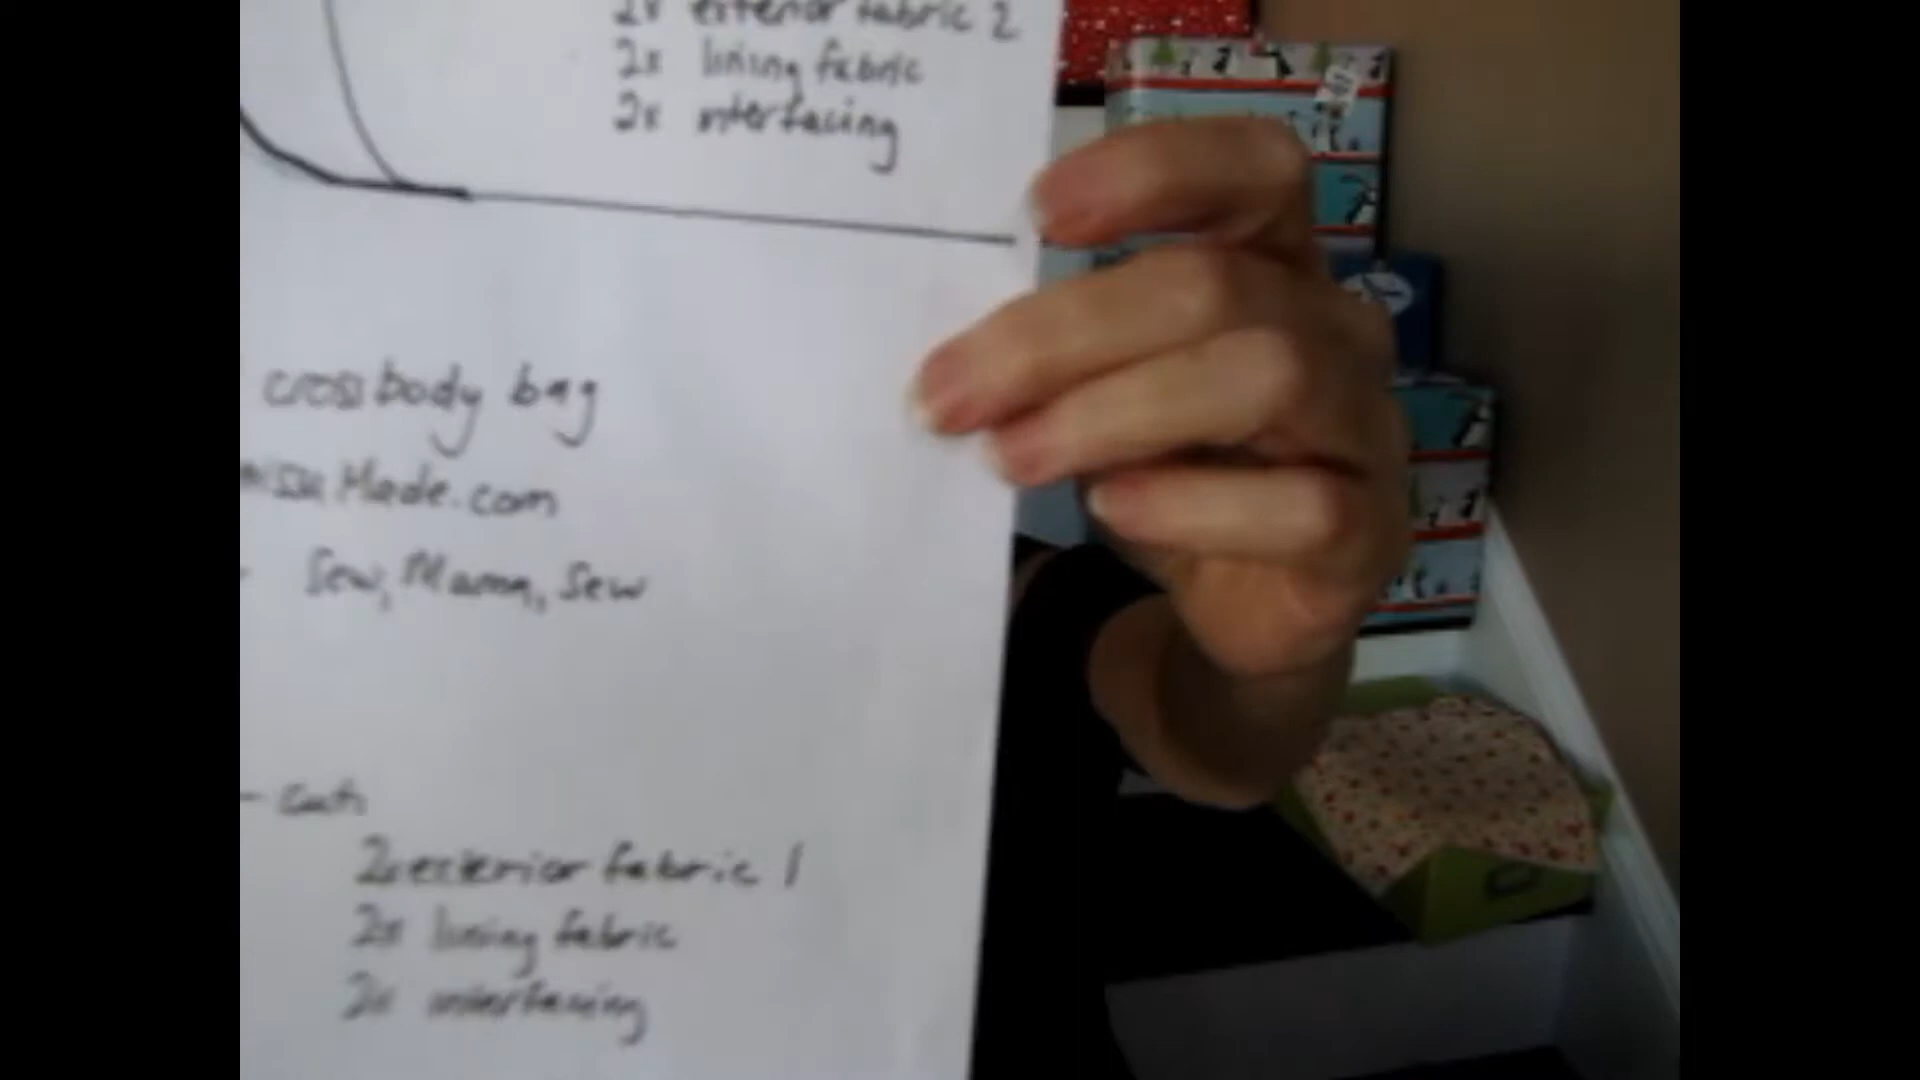 2x exterior fabric 2
2x lining fabric
2x interfacing
crossbody bag
Made.com
- Sew, Mama, Sew
- cut:
2x exterior fabric 1
2x lining fabric
2x interfacing